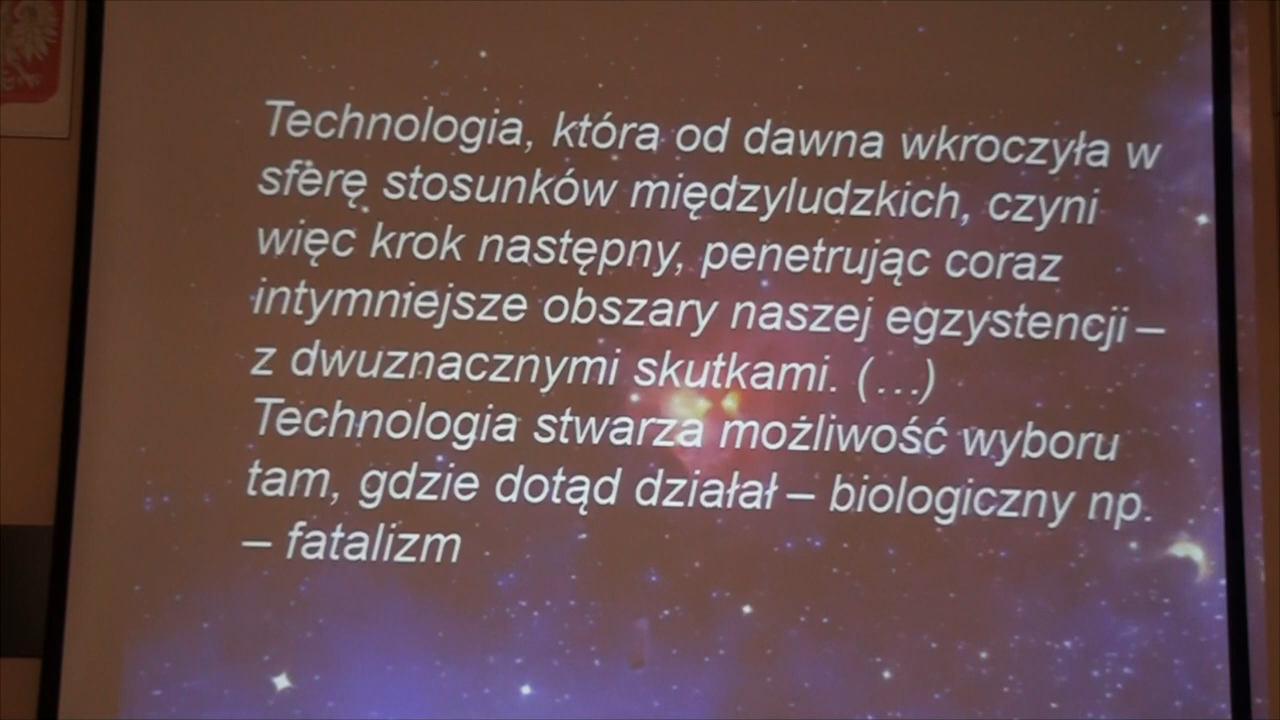 Technologia, która od dawna wkroczyła w
sferę stosunków międzyludzkich, czyni
więc krok następny, penetrując coraz
intymniejsze obszary naszej egzystencji –
z dwuznacznymi skutkami. (…)
Technologia stwarza możliwość wyboru
tam, gdzie dotąd działał – biologiczny np.
– fatalizm